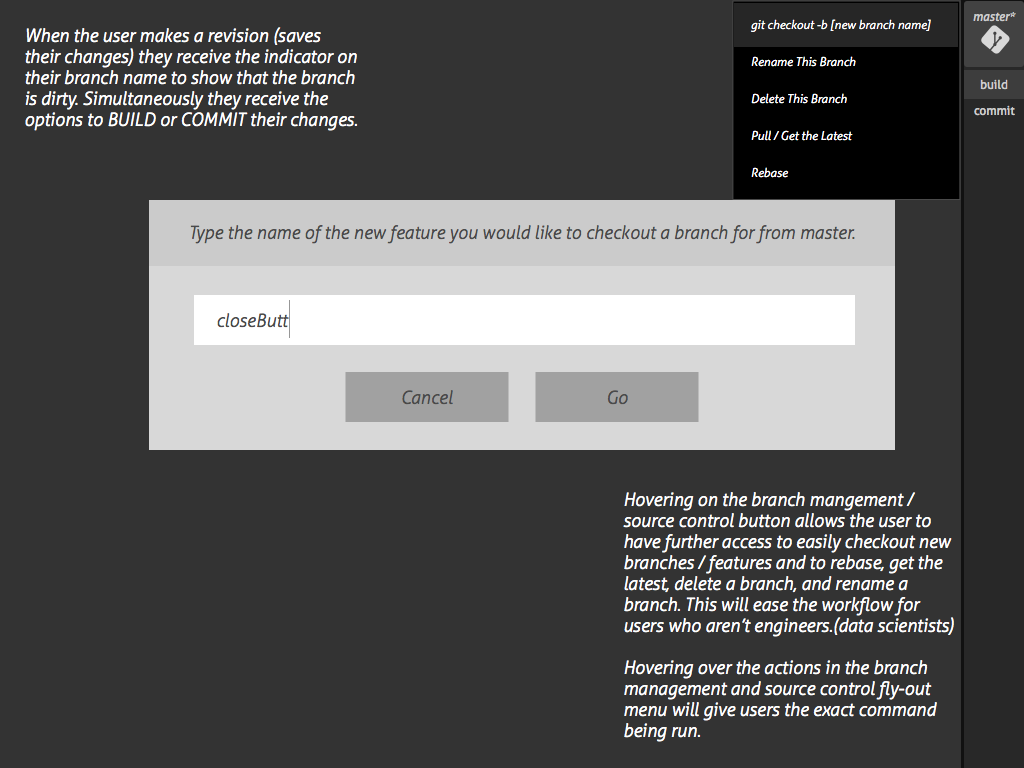 When the user makes a revision (saves
their changes) they receive the indicator on
their branch name to show that the branch
is dirty. Simultaneously they receive the
options to BUILD or COMMIT their changes.
git checkout -b [new branch name]
Rename This Branch
Delete This Branch
Pull / Get the Latest
Rebase
master*
build
commit
Type the name of the new feature you would like to checkout a branch for from master.
closeButt
Cancel
Go
Hovering on the branch mangement /
source control button allows the user to
have further access to easily checkout new
branches / features and to rebase, get the
latest, delete a branch, and rename a
branch. This will ease the workflow for
users who aren’t engineers.(data scientists)
Hovering over the actions in the branch
management and source control fly-out
menu will give users the exact command
being run.